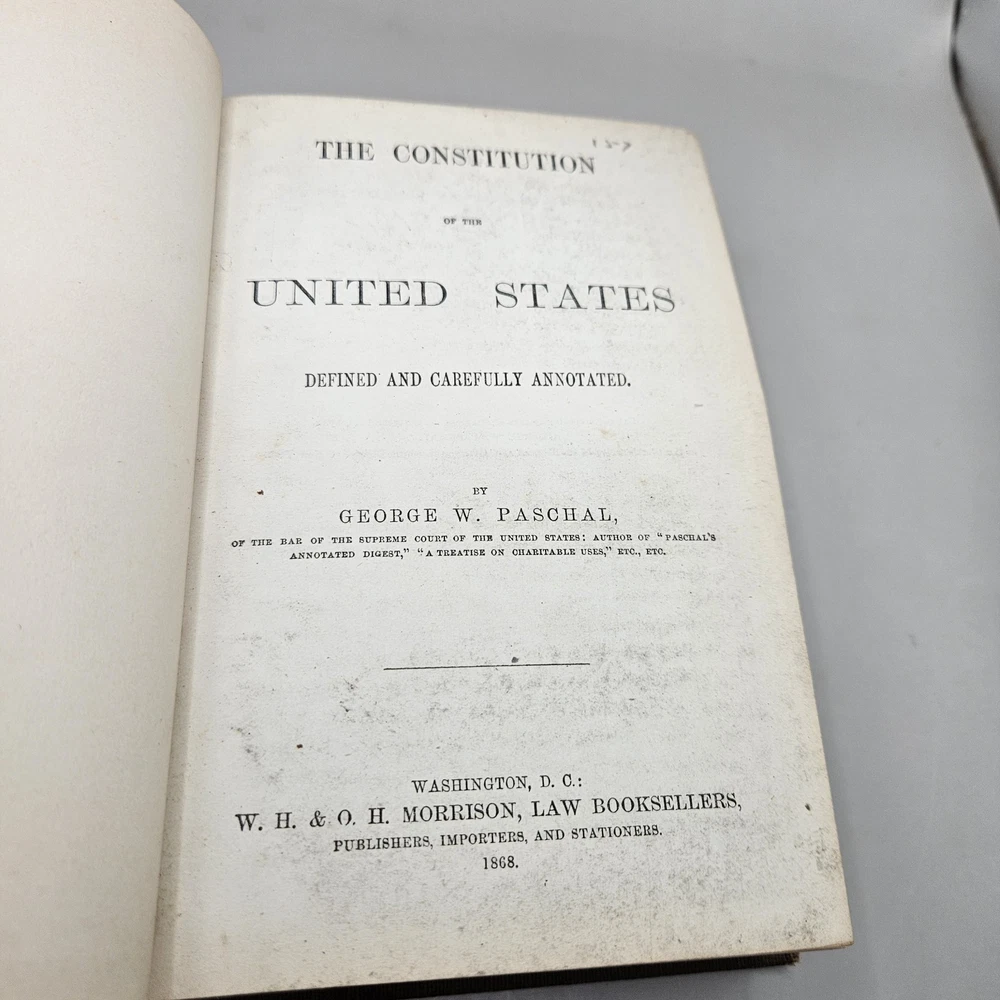 THE CONSTITUTION
OF THE
UNITED STATES
DEFINED AND CAREFULLY ANNOTATED.
BY
GEORGE W. PASCHAL,
OF THE BAR OF THE SUPREME COURT OF THE UNITED STATES: AUTHOR OF "PASCHAL'S
ANNOTATED DIGEST," "A TREATISE ON CHARITABLE USES," ETC., ETC.
WASHINGTON, D. C.:
W. H. & O. H. MORRISON, LAW BOOKSELLERS,
PUBLISHERS, IMPORTERS, AND STATIONERS.
1868.